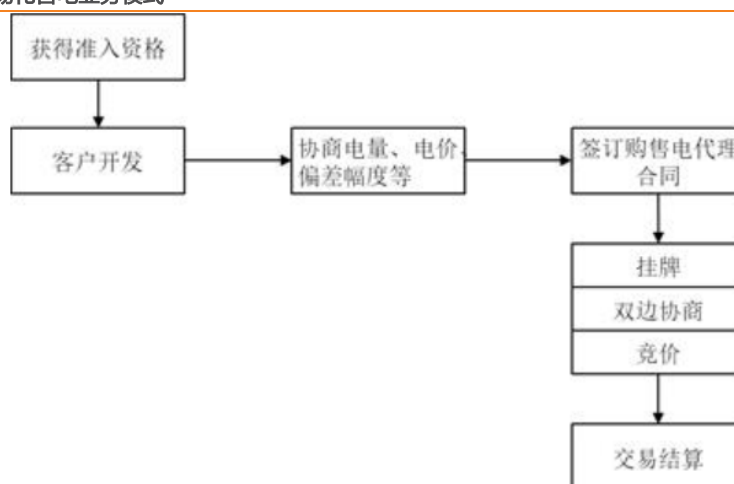 获得准入资格
客户开发
协商电量、电价、
偏差幅度等
签订购售电代理
合同
挂牌
双边协商
竞价
交易结算